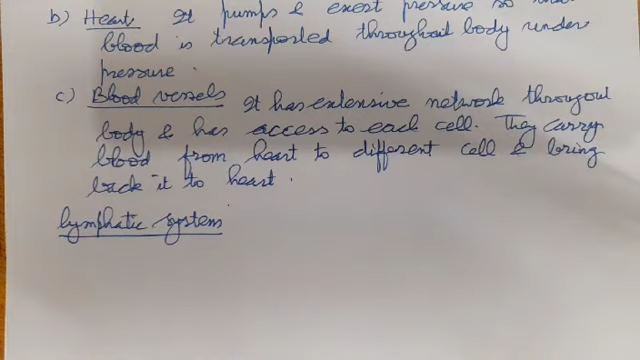 b) Heart It pumps & exert pressure so that
blood is transported throughout body under
pressure.
c) Blood vessels It has extensive network througout
body & has access to each cell. They carry
blood from heart to different cell & bring
back it to heart.
lymphatic system